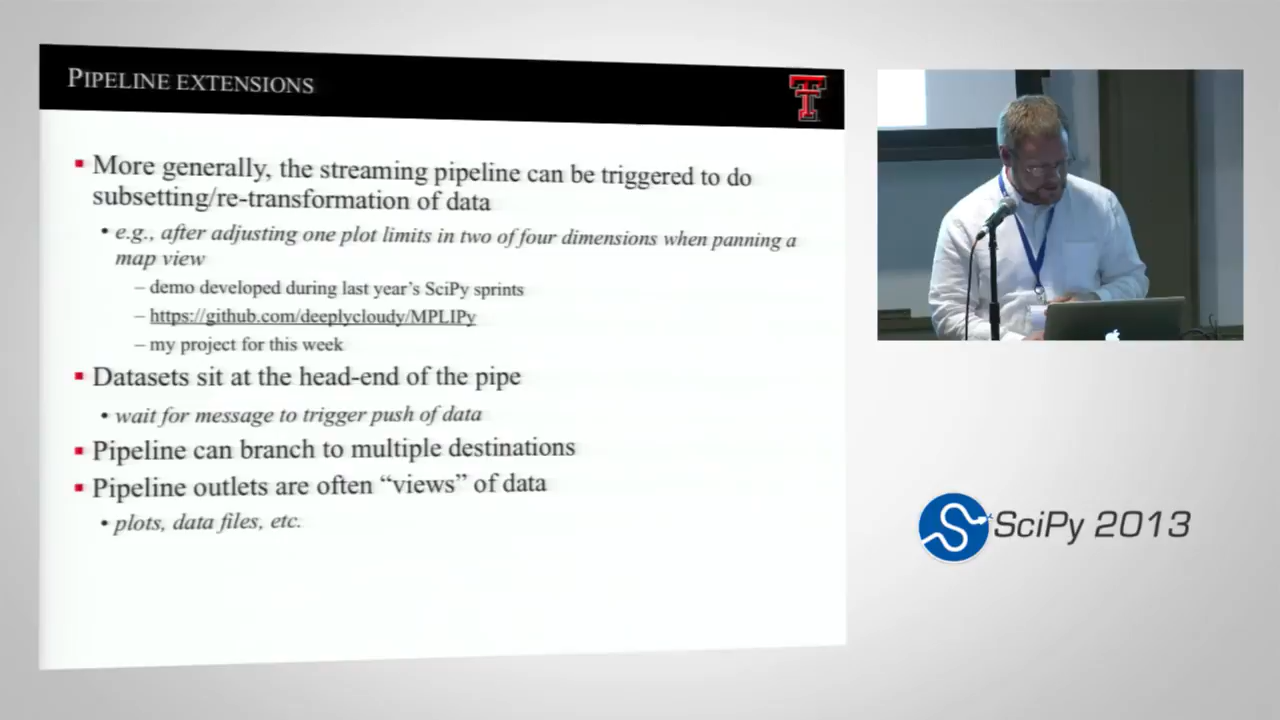 PIPELINE EXTENSIONS
More generally, the streaming pipeline can be triggered to do
subsetting/re-transformation of data
e.g., after adjusting one plot limits in two of four dimensions when panning a
map view
– demo developed during last year's SciPy sprints
– https://github.com/deeplycloudy/MPLIPy
– my project for this week
Datasets sit at the head-end of the pipe
wait for message to trigger push of data
Pipeline can branch to multiple destinations
Pipeline outlets are often “views” of data
plots, data files, etc.
SciPy 2013